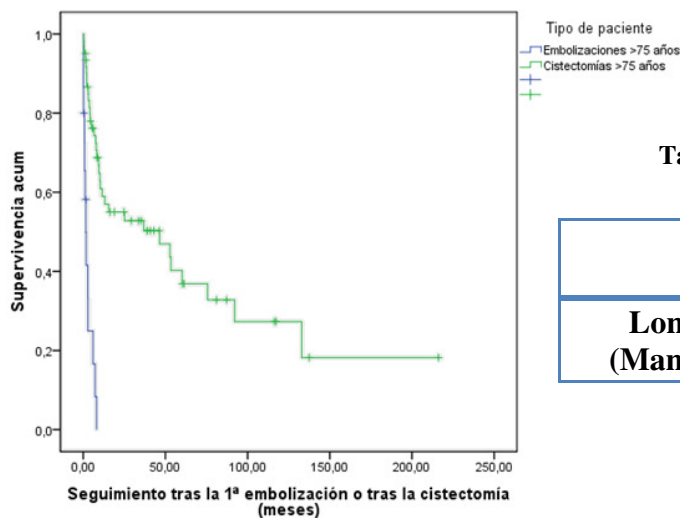 Tipo de paciente
Embolizaciones >75 años
Cistectomías >75 años
1,0
0,8
0,6
0,4
0,2
0,0
Supervivencia acum
0,00 50,00 100,00 150,00 200,00 250,00
Seguimiento tras la 1ª embolización o tras la cistectomía
(meses)
Ta
Lon
(Man